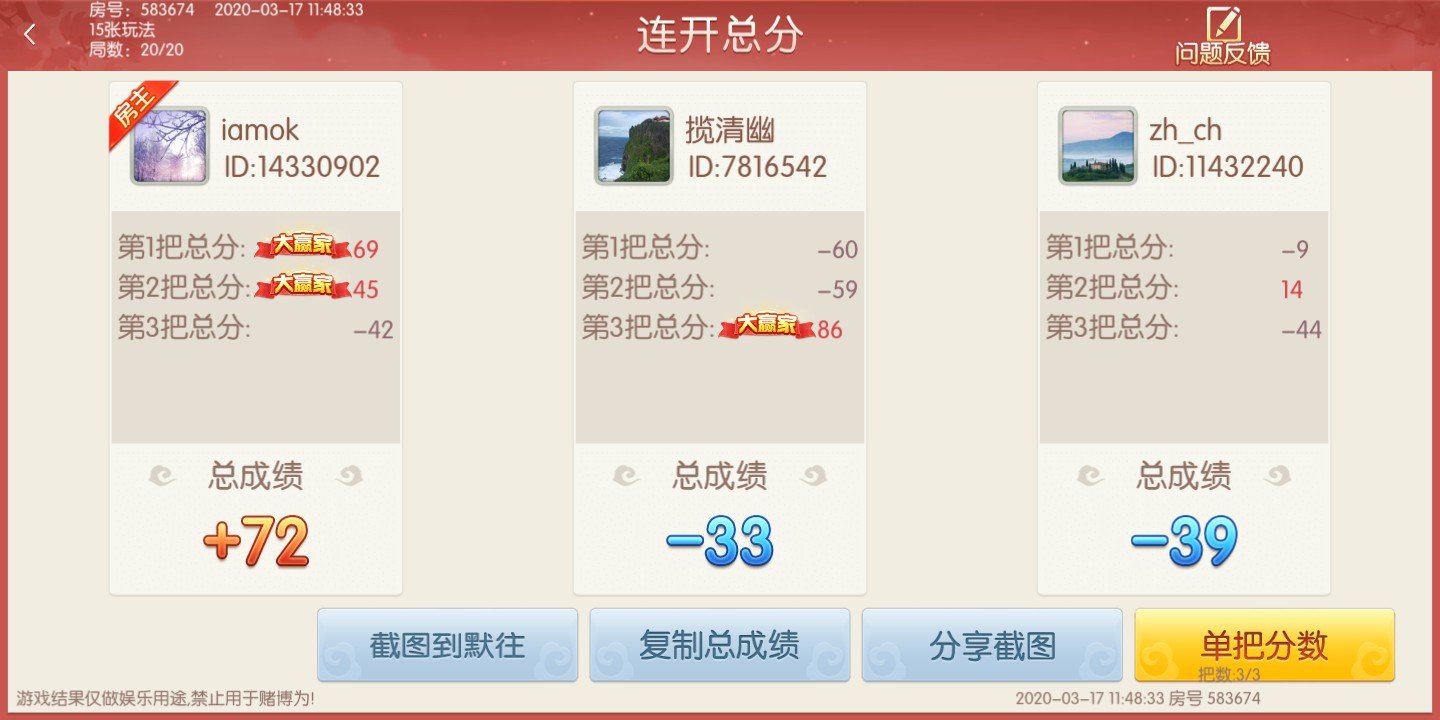 房号：583674 2020-03-17 11:48:33
15张玩法
局数：20/20
连开总分
问题反馈
房主
iamok
ID:14330902
第1把总分: 大赢家 69
第2把总分: 大赢家 45
第3把总分: -42
总成绩
+72
揽清幽
ID:7816542
第1把总分: -60
第2把总分: -59
第3把总分: 大赢家 86
总成绩
-33
zh_ch
ID:11432240
第1把总分: -9
第2把总分: 14
第3把总分: -44
总成绩
-39
截图到默往
复制总成绩
分享截图
单把分数
把数:3/3
游戏结果仅做娱乐用途,禁止用于赌博为!
2020-03-17 11:48:33 房号 583674